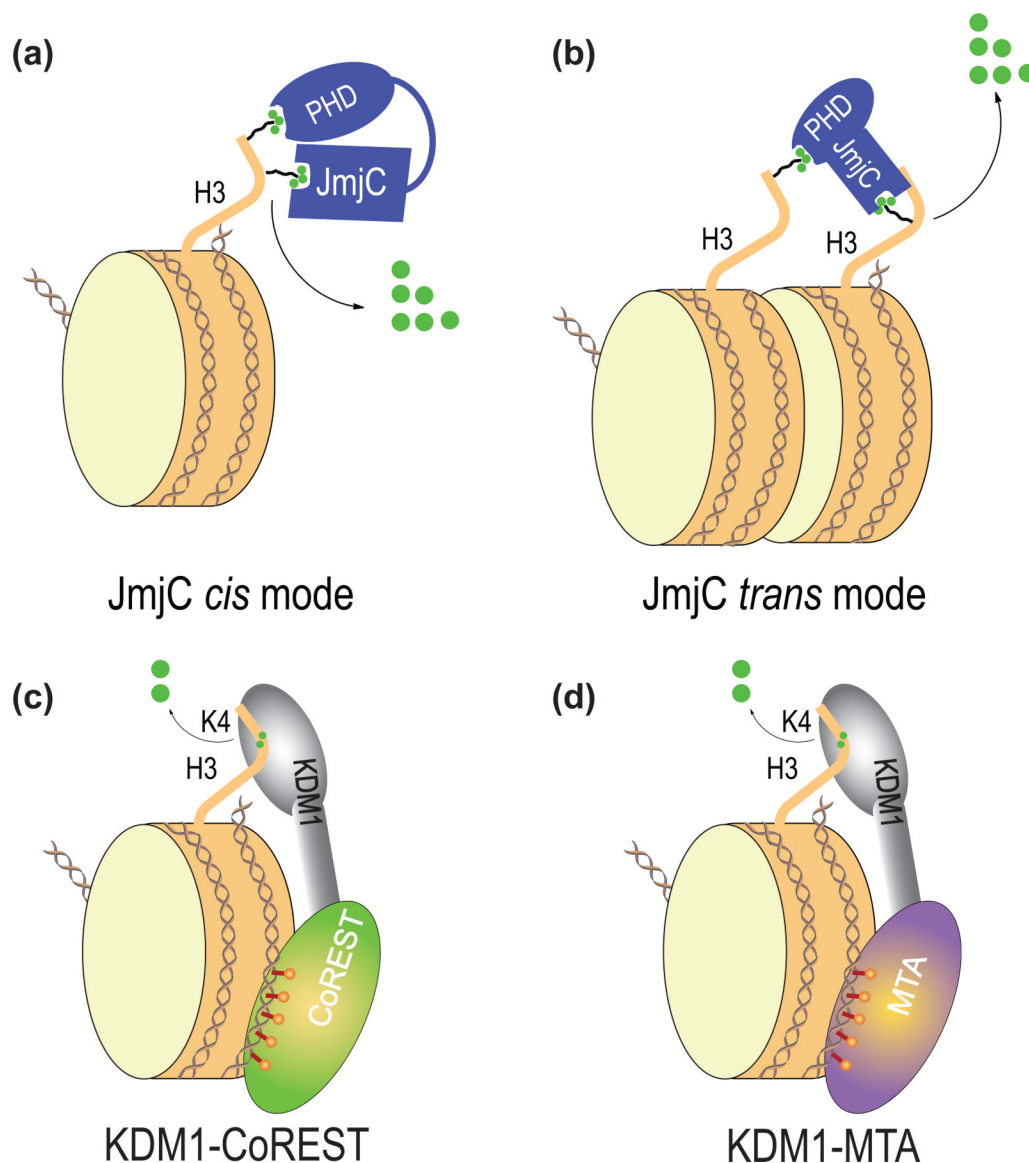 (a)
PHD
JmjC
H3
JmjC cis mode
(b)
PHD
JmjC
H3
H3
JmjC trans mode
(c)
K4
H3
KDM1
CoREST
KDM1-CoREST
(d)
K4
H3
KDM1
MTA
KDM1-MTA